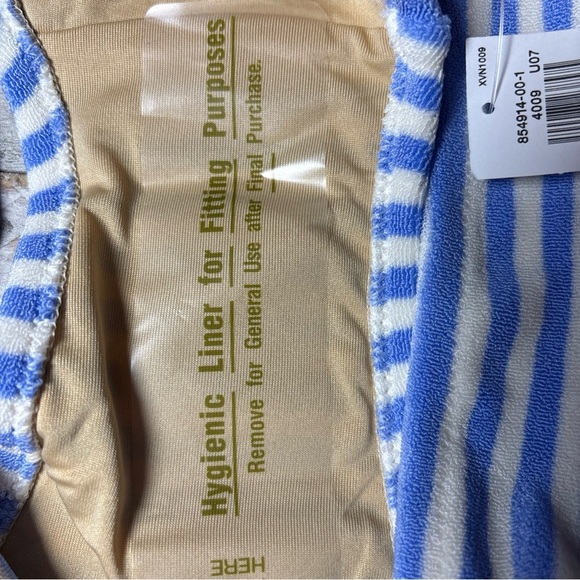 Hygienic Liner for Fitting Purposes
Remove for General Use after Final Purchase.
HERE
XVN1009
854914-00-1
4009 U07